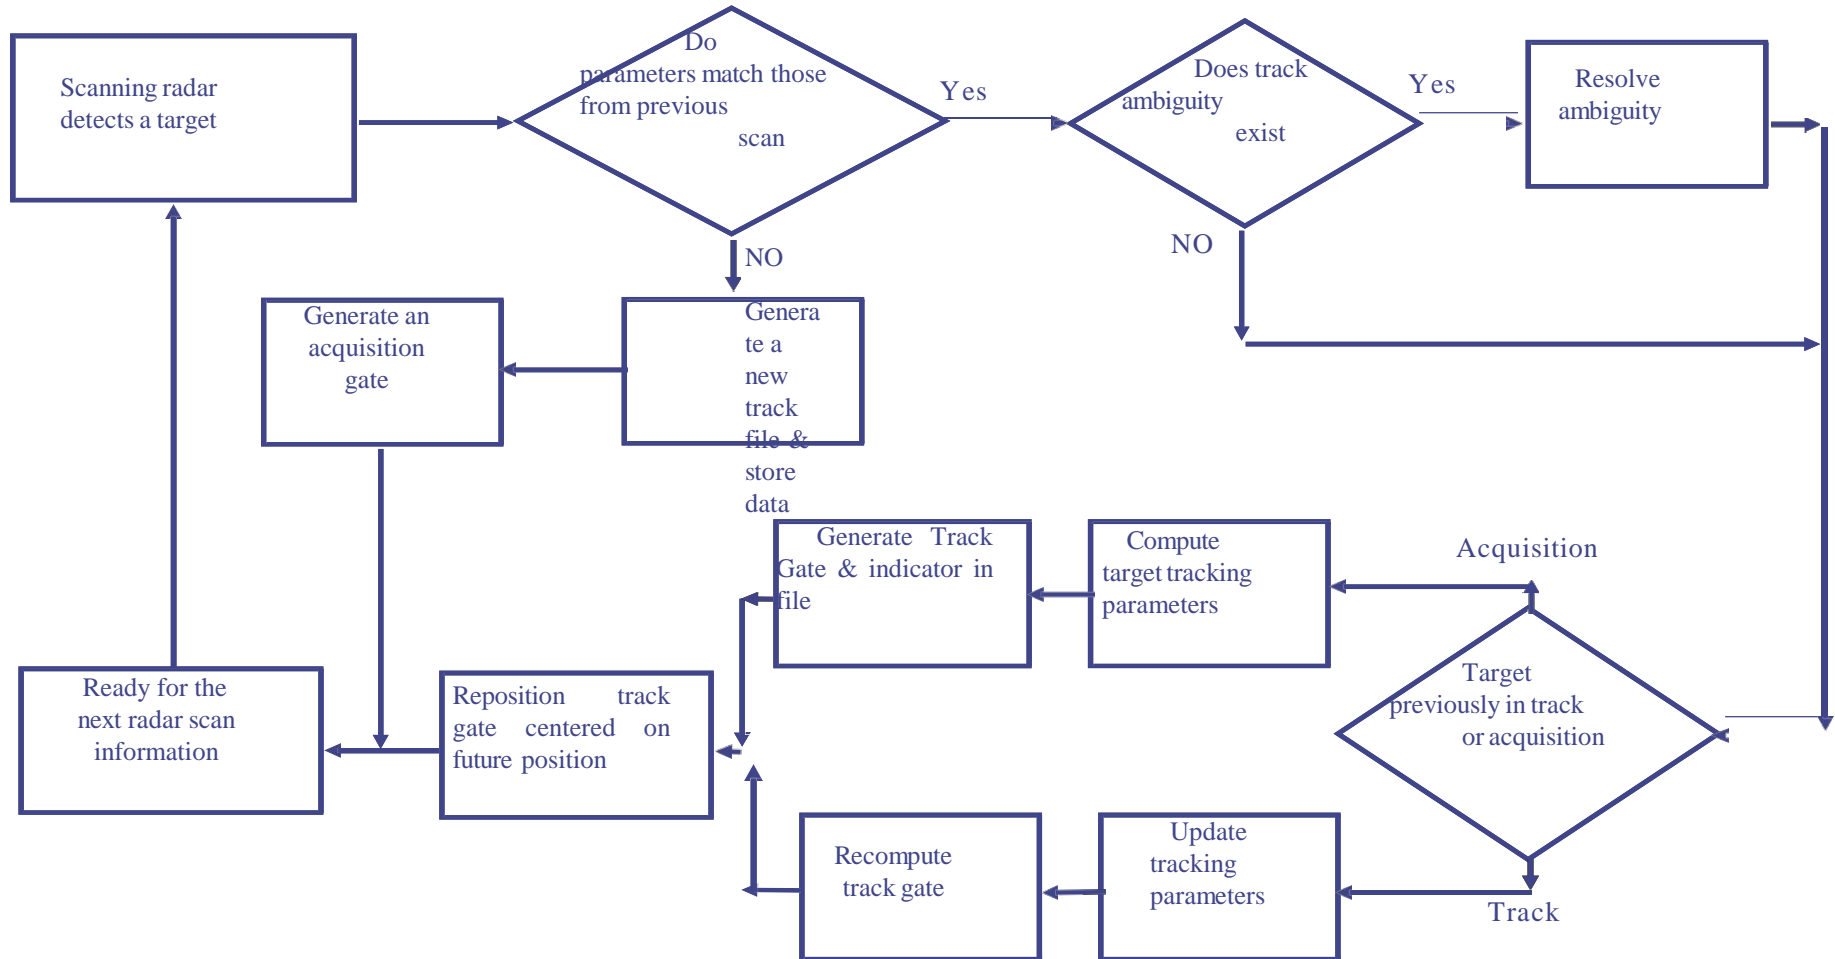 Scanning radar
detects a target
Do
parameters match those
from previous
scan
Yes
Does track
ambiguity
exist
Yes
Resolve
ambiguity
NO
NO
Generate an
acquisition
gate
Genera
te a
new
track
file &
store
data
Generate Track
Gate & indicator in
file
Compute
target tracking
parameters
Acquisition
Target
previously in track
or acquisition
Ready for the
next radar scan
information
Reposition track
gate centered on
future position
Recompute
track gate
Update
tracking
parameters
Track